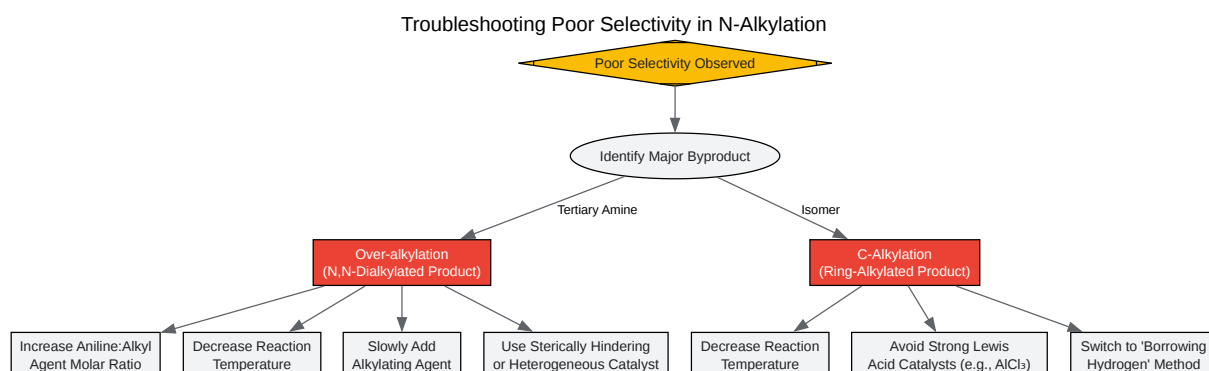 Troubleshooting Poor Selectivity in N-Alkylation
Poor Selectivity Observed
Identify Major Byproduct
Tertiary Amine
Isomer
Over-alkylation
(N,N-Dialkylated Product)
C-Alkylation
(Ring-Alkylated Product)
Increase Aniline:Alkyl
Agent Molar Ratio
Decrease Reaction
Temperature
Slowly Add
Alkylating Agent
Use Sterically Hindering
or Heterogeneous Catalyst
Decrease Reaction
Temperature
Avoid Strong Lewis
Acid Catalysts (e.g., AlCl₃)
Switch to 'Borrowing
Hydrogen' Method